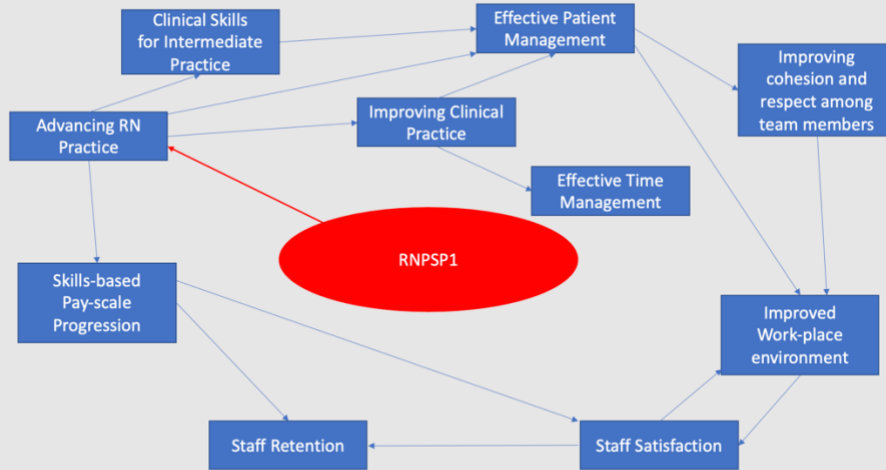 Clinical Skills
for Intermediate
Practice
Effective Patient
Management
Improving
cohesion and
respect among
team members
Advancing RN
Practice
Improving Clinical
Practice
Effective Time
Management
RNPSP1
Skills-based
Pay-scale
Progression
Improved
Work-place
environment
Staff Retention
Staff Satisfaction